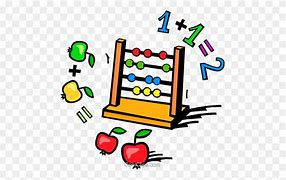 1+1=2
+
=